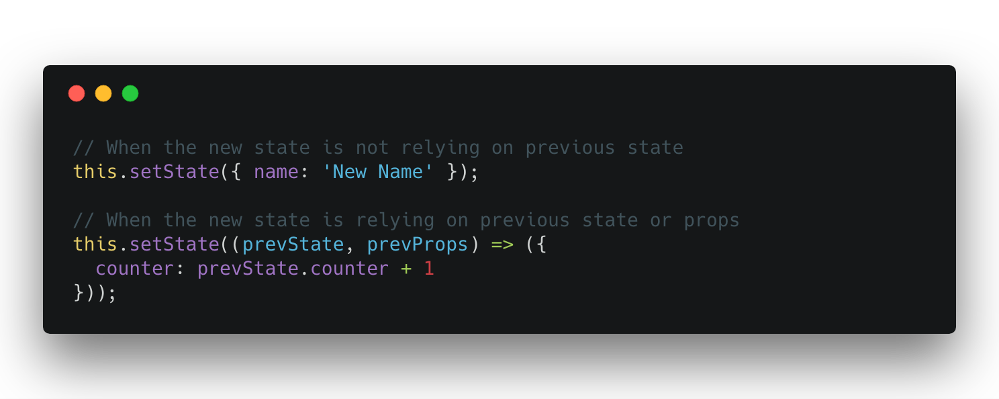 // When the new state is not relying on previous state
this.setState({ name: 'New Name' });

// When the new state is relying on previous state or props
this.setState((prevState, prevProps) => ({
  counter: prevState.counter + 1
}));